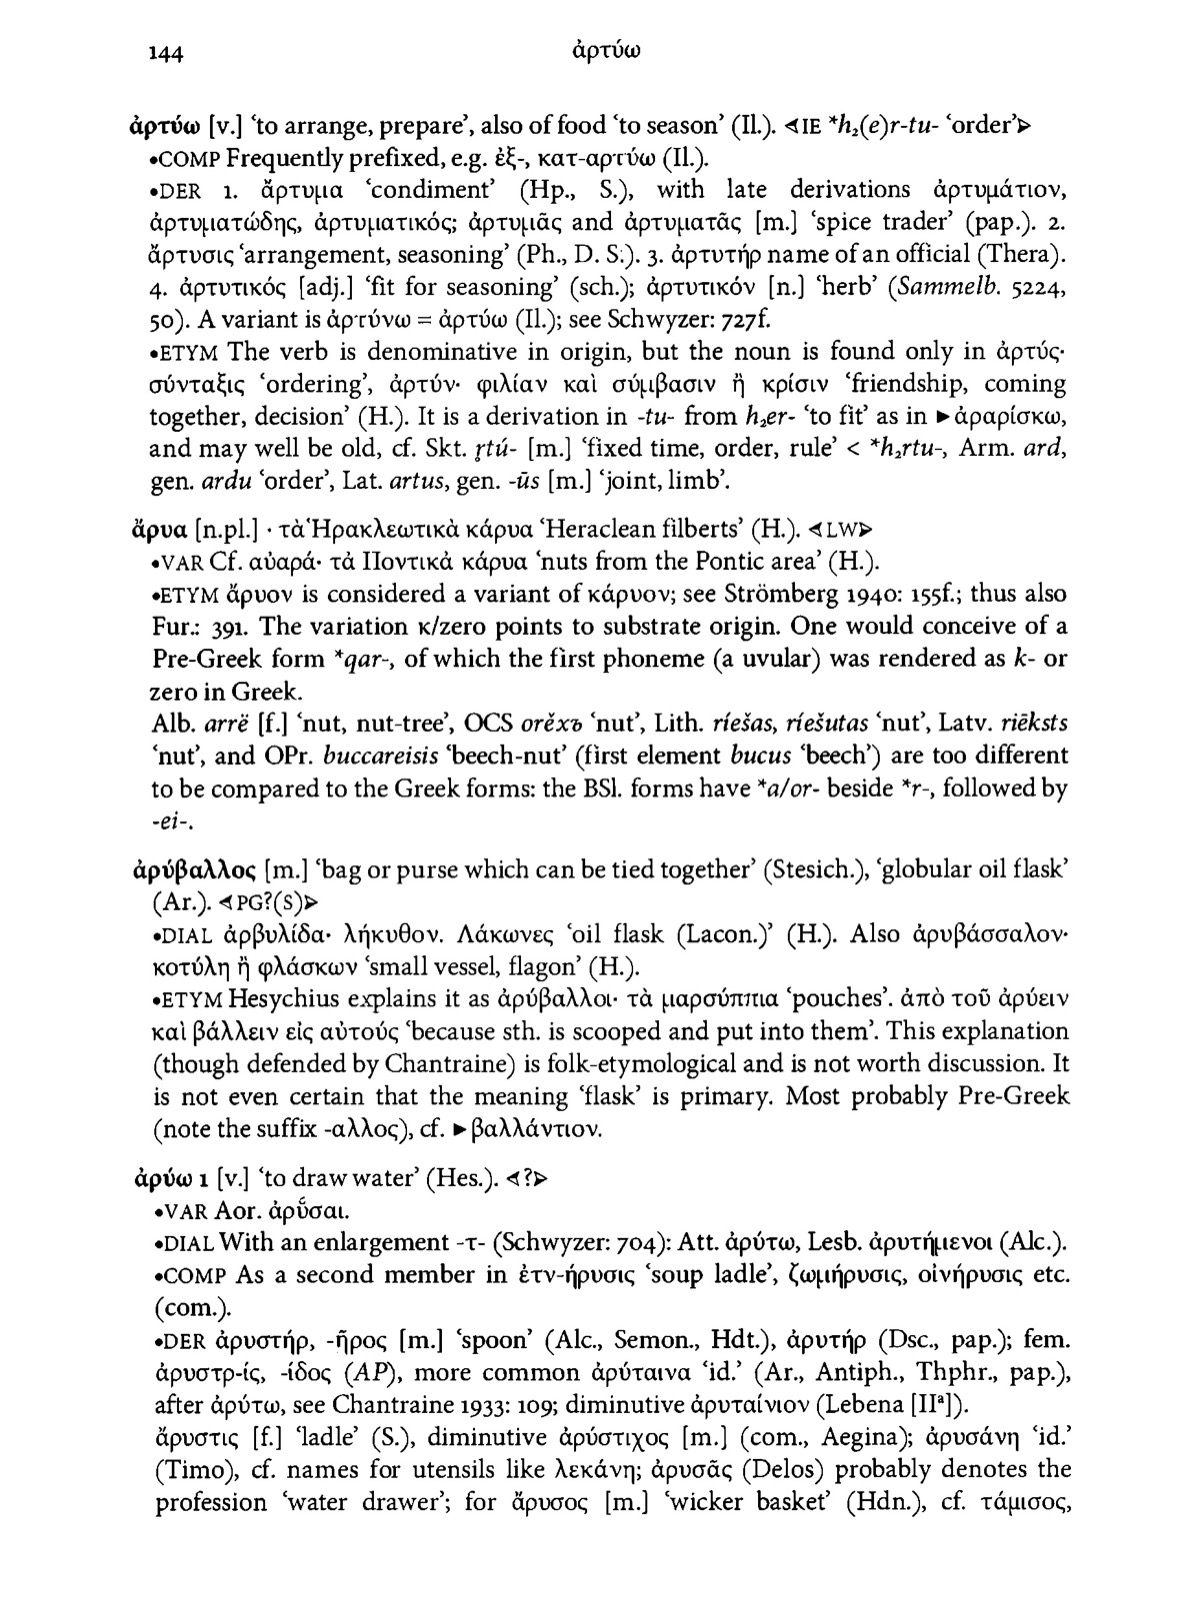 144
ἀρτύω
ἀρτύω [v.] ‘to arrange, prepare’, also of food ‘to season’ (Il.). ⊲IE *h₂(e)r-tu- ‘order’⊳
•COMP Frequently prefixed, e.g. ἐξ-, κατ-αρτύω (Il.).
•DER 1. ἄρτυμα ‘condiment’ (Hp., S.), with late derivations ἀρτυμάτιον,
ἀρτυματώδης, ἀρτυματικός; ἀρτυμᾶς and ἀρτυματᾶς [m.] ‘spice trader’ (pap.). 2.
ἄρτυσις ‘arrangement, seasoning’ (Ph., D. S.). 3. ἀρτυτήρ name of an official (Thera).
4. ἀρτυτικός [adj.] ‘fit for seasoning’ (sch.); ἀρτυτικόν [n.] ‘herb’ (Sammelb. 5224,
50). A variant is ἀρτύνω = ἀρτύω (Il.); see Schwyzer: 727f.
•ETYM The verb is denominative in origin, but the noun is found only in ἀρτύς·
σύνταξις ‘ordering’, ἀρτύν· φιλίαν καὶ σύμβασιν ἢ κρίσιν ‘friendship, coming
together, decision’ (H.). It is a derivation in -tu- from h₂er- ‘to fit’ as in ►ἀραρίσκω,
and may well be old, cf. Skt. r̥tú- [m.] ‘fixed time, order, rule’ < *h₂rtu-, Arm. ard,
gen. ardu ‘order’, Lat. artus, gen. -ūs [m.] ‘joint, limb’.
ἄρυα [n.pl.] · τὰ Ἡρακλεωτικὰ κάρυα ‘Heraclean filberts’ (H.). ⊲LW⊳
•VAR Cf. αὐαρά· τὰ Ποντικὰ κάρυα ‘nuts from the Pontic area’ (H.).
•ETYM ἄρυον is considered a variant of κάρυον; see Strömberg 1940: 155f.; thus also
Fur.: 391. The variation κ/zero points to substrate origin. One would conceive of a
Pre-Greek form *qar-, of which the first phoneme (a uvular) was rendered as k- or
zero in Greek.
Alb. arrë [f.] ‘nut, nut-tree’, OCS orěxъ ‘nut’, Lith. ríešas, ríešutas ‘nut’, Latv. riẽksts
‘nut’, and OPr. buccareisis ‘beech-nut’ (first element bucus ‘beech’) are too different
to be compared to the Greek forms: the BSl. forms have *a/or- beside *r-, followed by
-ei-.
ἀρύβαλλος [m.] ‘bag or purse which can be tied together’ (Stesich.), ‘globular oil flask’
(Ar.). ⊲PG?(S)⊳
•DIAL ἀρβυλίδα· λήκυθον. Λάκωνες ‘oil flask (Lacon.)’ (H.). Also ἀρυβάσσαλον·
κοτύλη ἢ φλάσκων ‘small vessel, flagon’ (H.).
•ETYM Hesychius explains it as ἀρύβαλλοι· τὰ μαρσύππια ‘pouches’. ἀπὸ τοῦ ἀρύειν
καὶ βάλλειν εἰς αὐτούς ‘because sth. is scooped and put into them’. This explanation
(though defended by Chantraine) is folk-etymological and is not worth discussion. It
is not even certain that the meaning ‘flask’ is primary. Most probably Pre-Greek
(note the suffix -αλλος), cf. ►βαλλάντιον.
ἀρύω 1 [v.] ‘to draw water’ (Hes.). ⊲?⊳
•VAR Aor. ἀρῠ́σαι.
•DIAL With an enlargement -τ- (Schwyzer: 704): Att. ἀρύτω, Lesb. ἀρυτήμενοι (Alc.).
•COMP As a second member in ἐτν-ήρυσις ‘soup ladle’, ζωμήρυσις, οἰνήρυσις etc.
(com.).
•DER ἀρυστήρ, -ῆρος [m.] ‘spoon’ (Alc., Semon., Hdt.), ἀρυτήρ (Dsc., pap.); fem.
ἀρυστρ-ίς, -ίδος (AP), more common ἀρύταινα ‘id.’ (Ar., Antiph., Thphr., pap.),
after ἀρύτω, see Chantraine 1933: 109; diminutive ἀρυταίνιον (Lebena [IIᵃ]).
ἄρυστις [f.] ‘ladle’ (S.), diminutive ἀρύστιχος [m.] (com., Aegina); ἀρυσάνη ‘id.’
(Timo), cf. names for utensils like λεκάνη; ἀρυσᾶς (Delos) probably denotes the
profession ‘water drawer’; for ἄρυσος [m.] ‘wicker basket’ (Hdn.), cf. τάμισος,